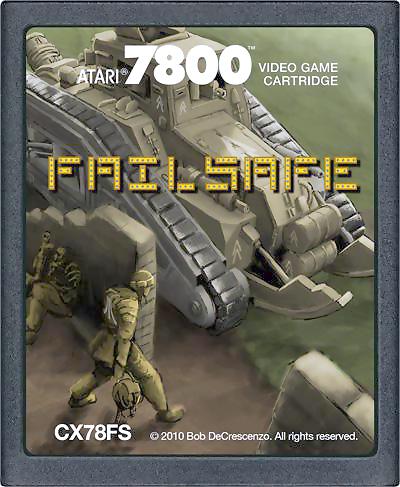 ATARI® 7800™ VIDEO GAME
CARTRIDGE
FAILSAFE
CX78FS © 2010 Bob DeCrescenzo. All rights reserved.